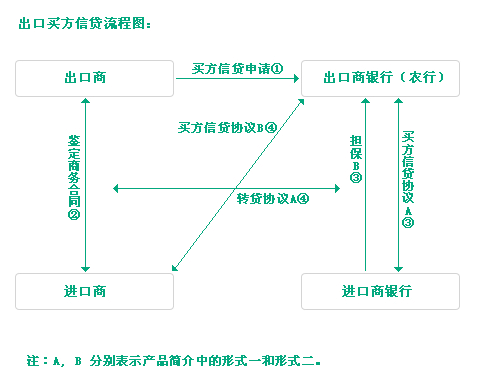 出口买方信贷流程图：
买方信贷申请①
出口商
出口商银行（农行）
买方信贷协议B④
鉴定商务合同②
担保B③
买方信贷协议A③
转贷协议A④
进口商
进口商银行
注：A, B 分别表示产品简介中的形式一和形式二。